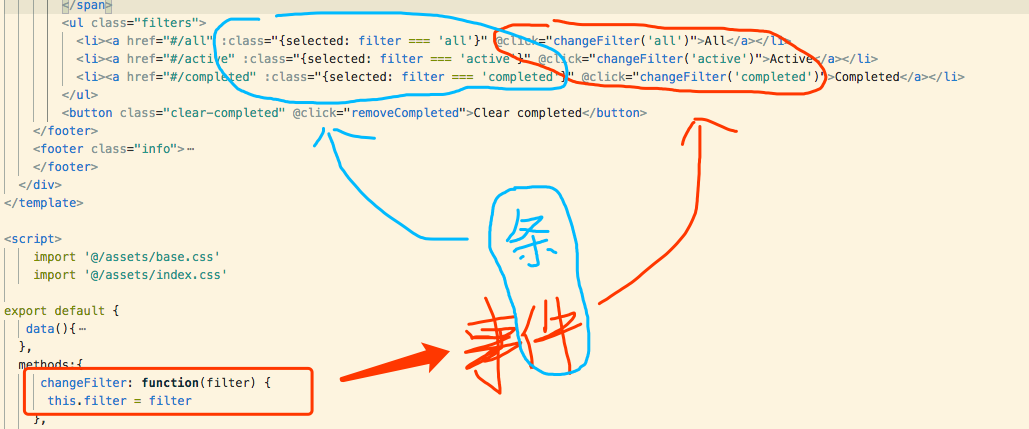 </span>
<ul class="filters">
<li><a href="#/all" :class="{selected: filter === 'all'}" @click="changeFilter('all')">All</a></li>
<li><a href="#/active" :class="{selected: filter === 'active'}" @click="changeFilter('active')">Active</a></li>
<li><a href="#/completed" :class="{selected: filter === 'completed'}" @click="changeFilter('completed')">Completed</a></li>
</ul>
<button class="clear-completed" @click="removeCompleted">Clear completed</button>
</footer>
<footer class="info">⋯
</footer>
</div>
</template>
条
<script>
import '@/assets/base.css'
import '@/assets/index.css'
事件
export default {
data(){⋯
},
methods:{
changeFilter: function(filter) {
this.filter = filter
},